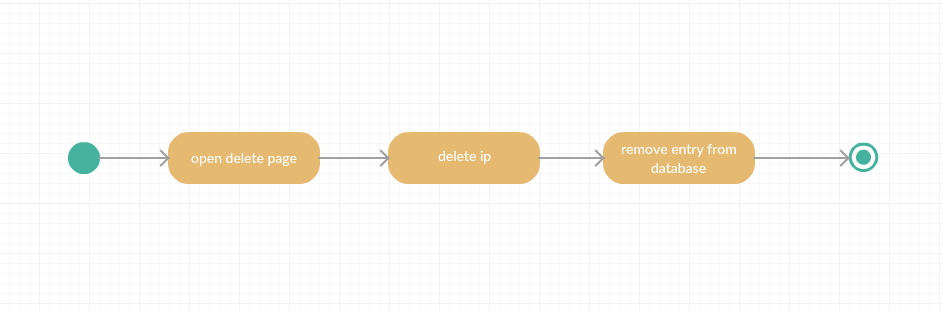 open delete page
delete ip
remove entry from
database